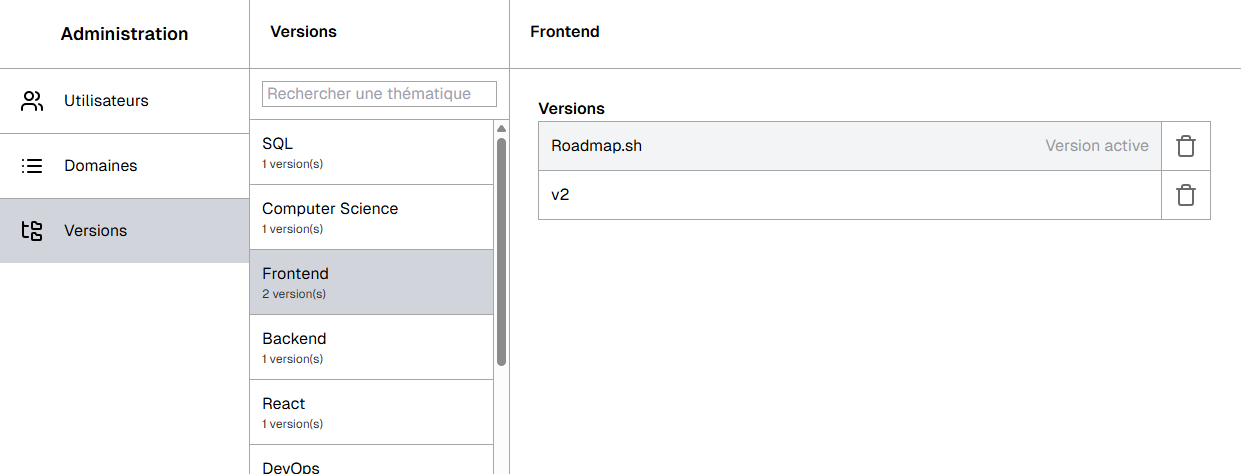 Administration
Utilisateurs
Domaines
Versions
Versions
Rechercher une thématique
SQL
1 version(s)
Computer Science
1 version(s)
Frontend
2 version(s)
Backend
1 version(s)
React
1 version(s)
DevOps
Frontend
Versions
Roadmap.sh Version active
v2